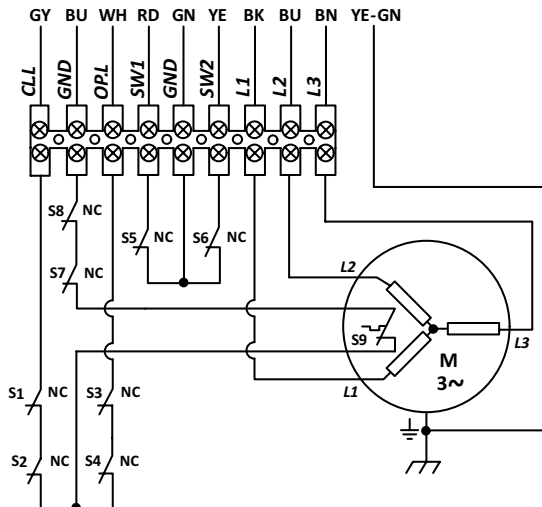 GY BU WH RD GN YE BK BU BN YE-GN
CL.L GND OP.L SW1 GND SW2 L1 L2 L3
S8 NC
S5 NC S6 NC
S7 NC
L2
S9
L3
M
3~
L1
S1 NC S3 NC
S2 NC S4 NC